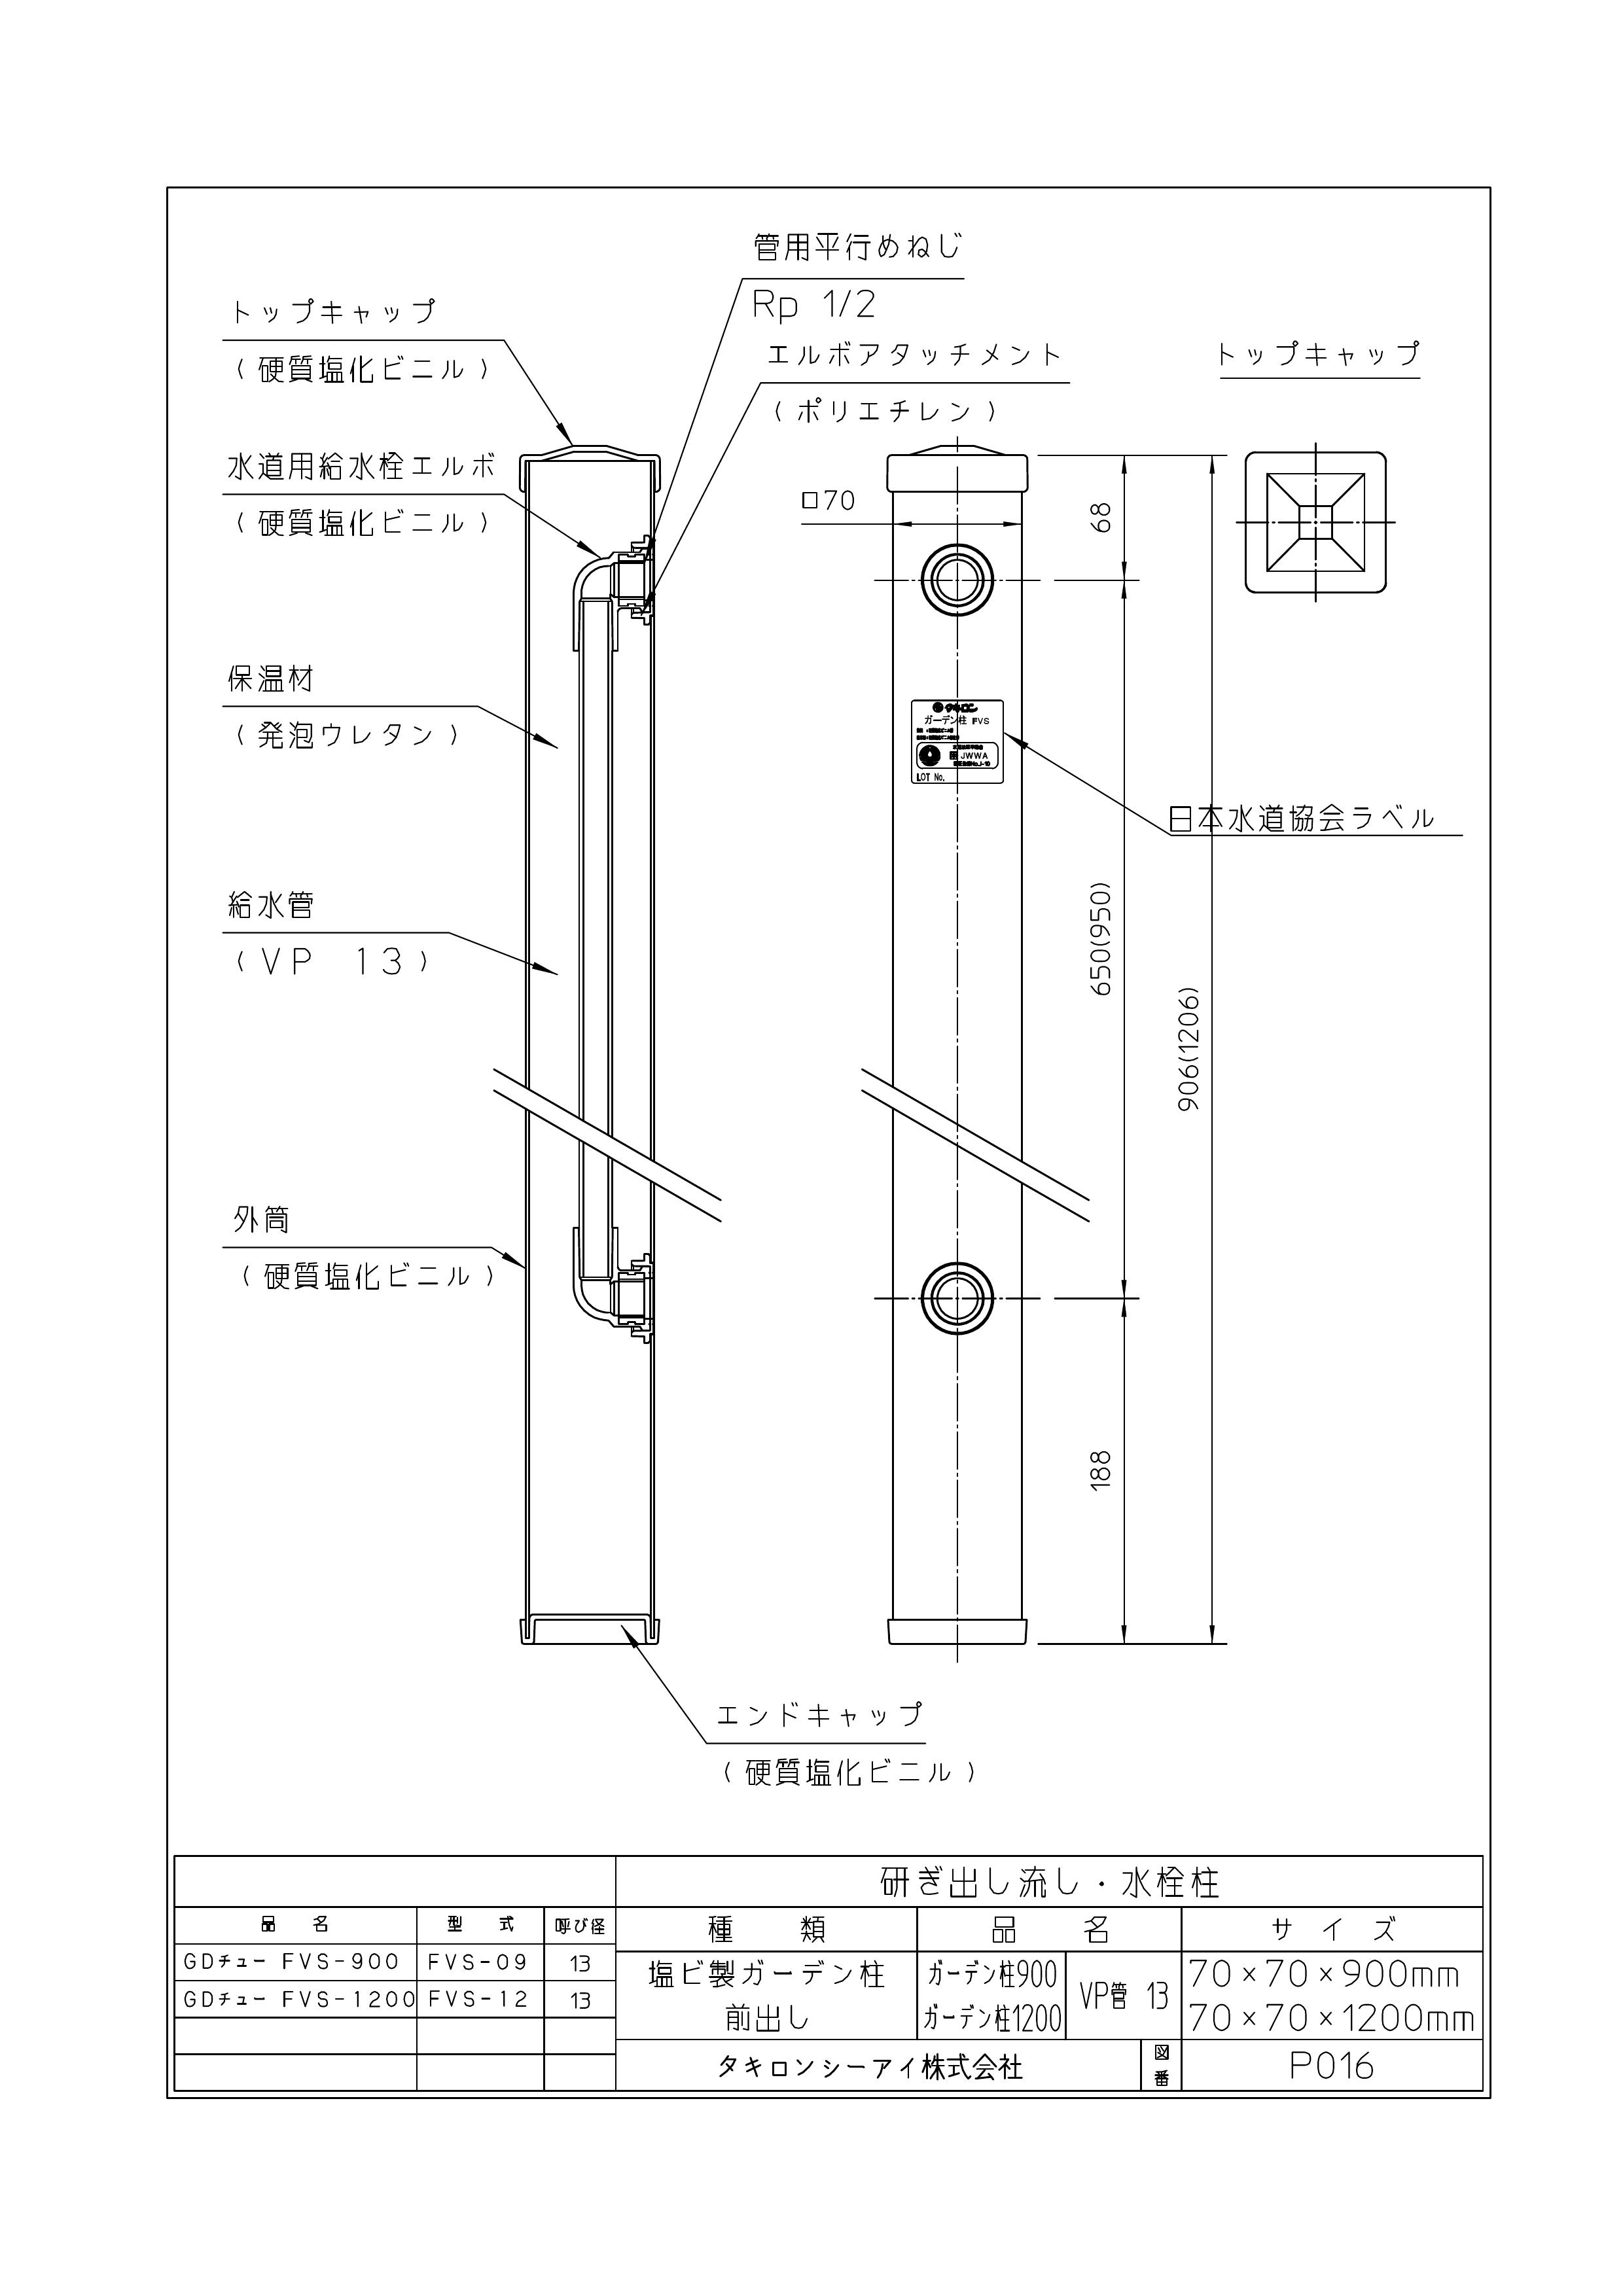 管用平行めねじ
Rp 1/2
トップキャップ
(硬質塩化ビニル)
エルボアタッチメント
(ポリエチレン)
トップキャップ
水道用給水栓エルボ
(硬質塩化ビニル)
□70
68
保温材
(発泡ウレタン)
タキロン
ガーデン柱 FVS
JWWA
LOT No.
日本水道協会ラベル
給水管
(VP 13)
650(950)
906(1206)
外筒
(硬質塩化ビニル)
188
エンドキャップ
(硬質塩化ビニル)
研ぎ出し流し・水栓柱
品名 型式 呼び径
GDチュー FVS-900 FVS-09 13
GDチュー FVS-1200 FVS-12 13
種類 品名 サイズ
塩ビ製ガーデン柱 ガーデン柱900 VP管 13 70×70×900mm
前出し ガーデン柱1200 70×70×1200mm
タキロンシーアイ株式会社 図番 P016